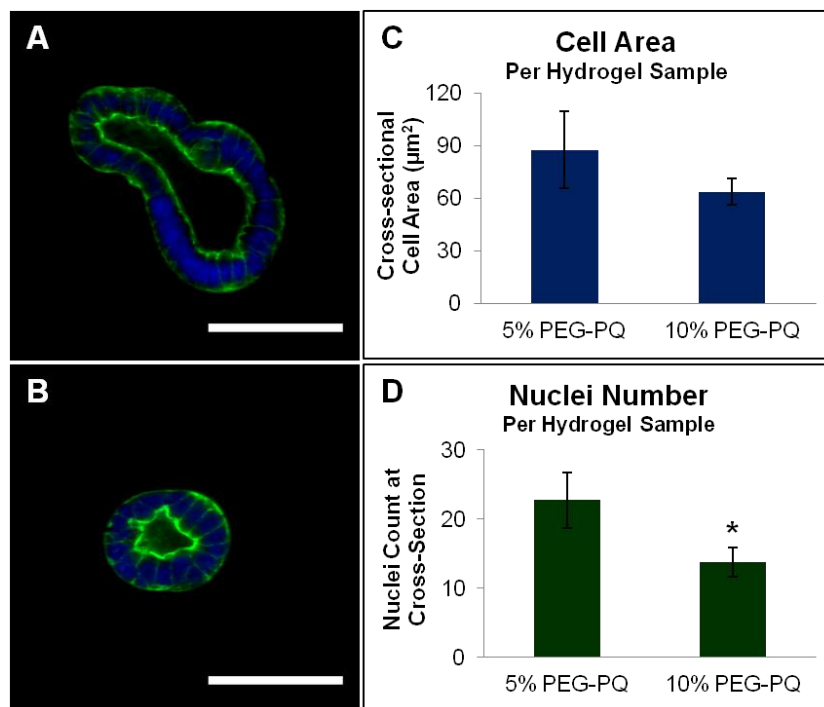 A
B
C
Cell Area
Per Hydrogel Sample
Cross-sectional
Cell Area (µm²)
120
90
60
30
0
5% PEG-PQ 10% PEG-PQ
D
Nuclei Number
Per Hydrogel Sample
Nuclei Count at
Cross-Section
30
20
10
0
*
5% PEG-PQ 10% PEG-PQ